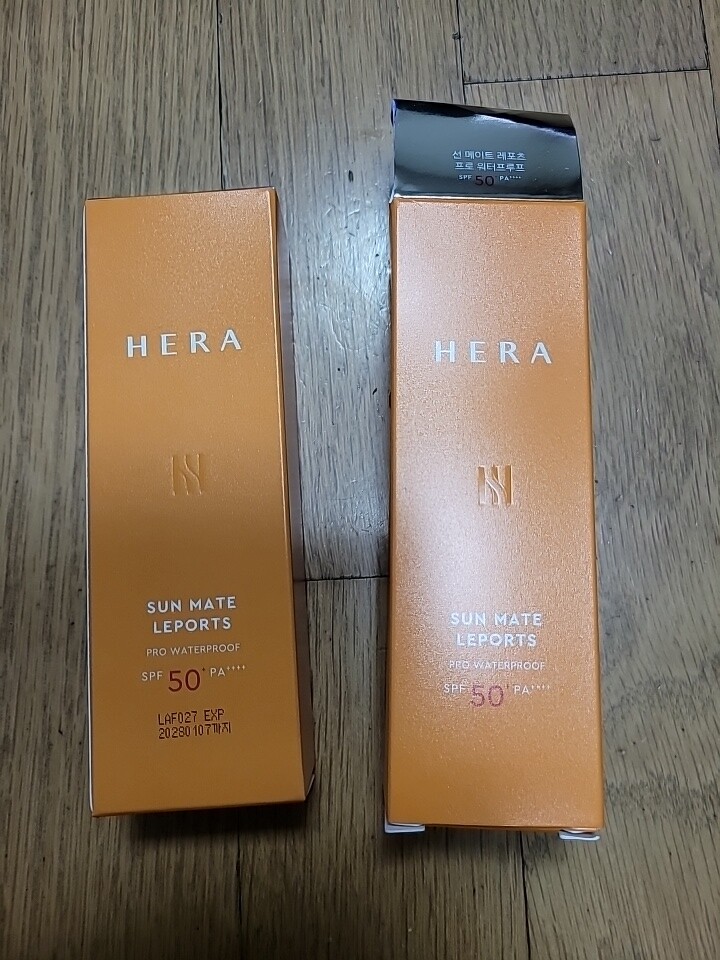 HERA
SUN MATE
LEPORTS
PRO WATERPROOF
SPF 50+ PA++++
LAF027 EXP
20280107까지
선 메이트 레포츠
프로 워터프루프
SPF 50+ PA++++
HERA
SUN MATE
LEPORTS
PRO WATERPROOF
SPF 50+ PA++++